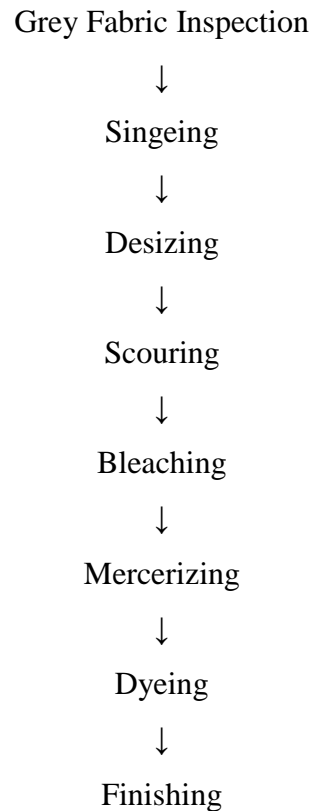 Grey Fabric Inspection
↓
Singeing
↓
Desizing
↓
Scouring
↓
Bleaching
↓
Mercerizing
↓
Dyeing
↓
Finishing